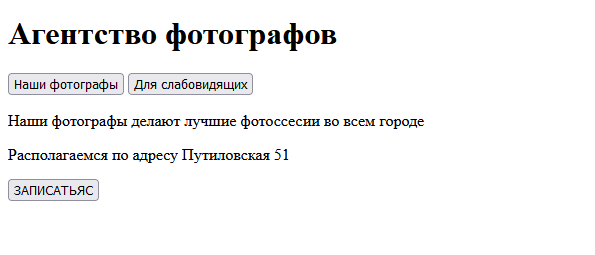 Агентство фотографов
Наши фотографы Для слабовидящих
Наши фотографы делают лучшие фотоссесии во всем городе
Располагаемся по адресу Путиловская 51
ЗАПИСАТЬЯС